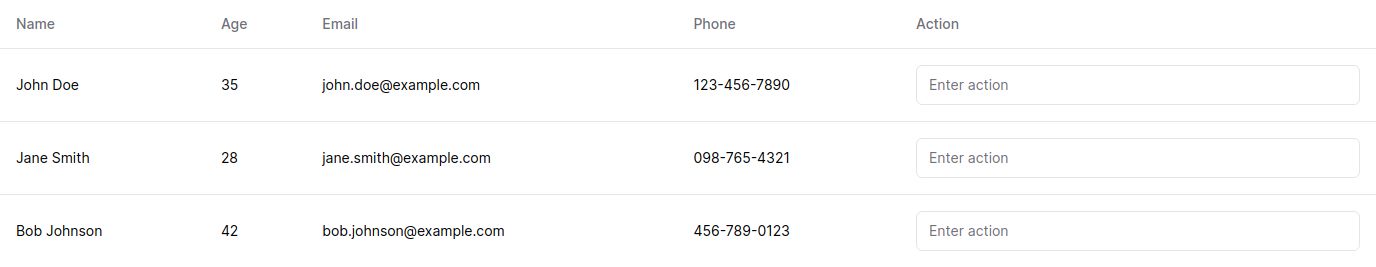 Name Age Email Phone Action
John Doe 35 john.doe@example.com 123-456-7890 Enter action
Jane Smith 28 jane.smith@example.com 098-765-4321 Enter action
Bob Johnson 42 bob.johnson@example.com 456-789-0123 Enter action